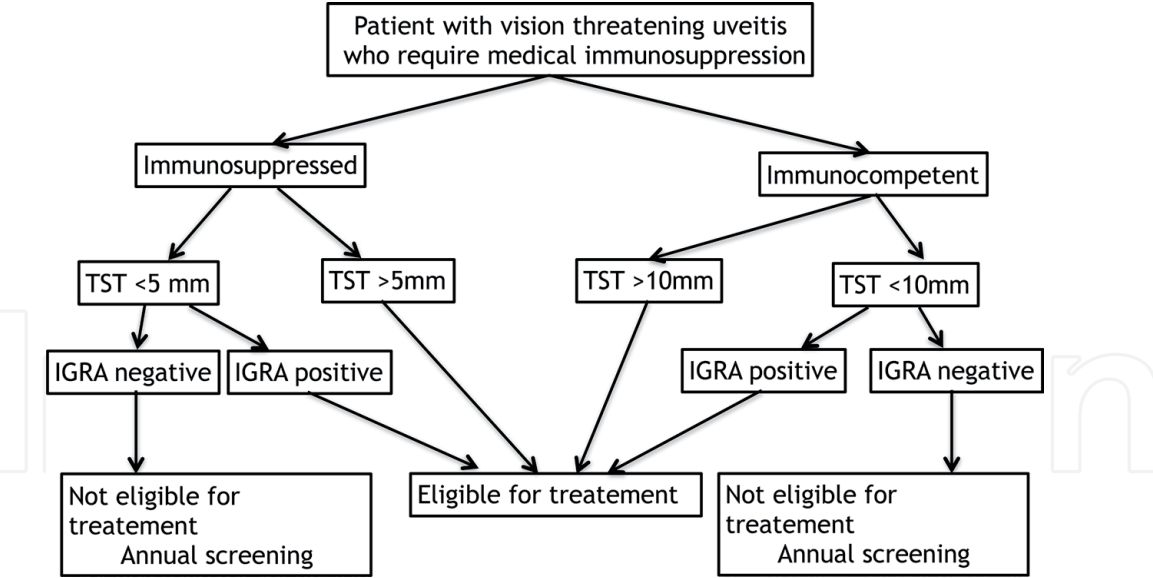 Patient with vision threatening uveitis
who require medical immunosuppression
Immunosuppressed
Immunocompetent
TST <5 mm
TST >5mm
TST >10mm
TST <10mm
IGRA negative
IGRA positive
IGRA positive
IGRA negative
Not eligible for
treatement
Annual screening
Eligible for treatement
Not eligible for
treatement
Annual screening